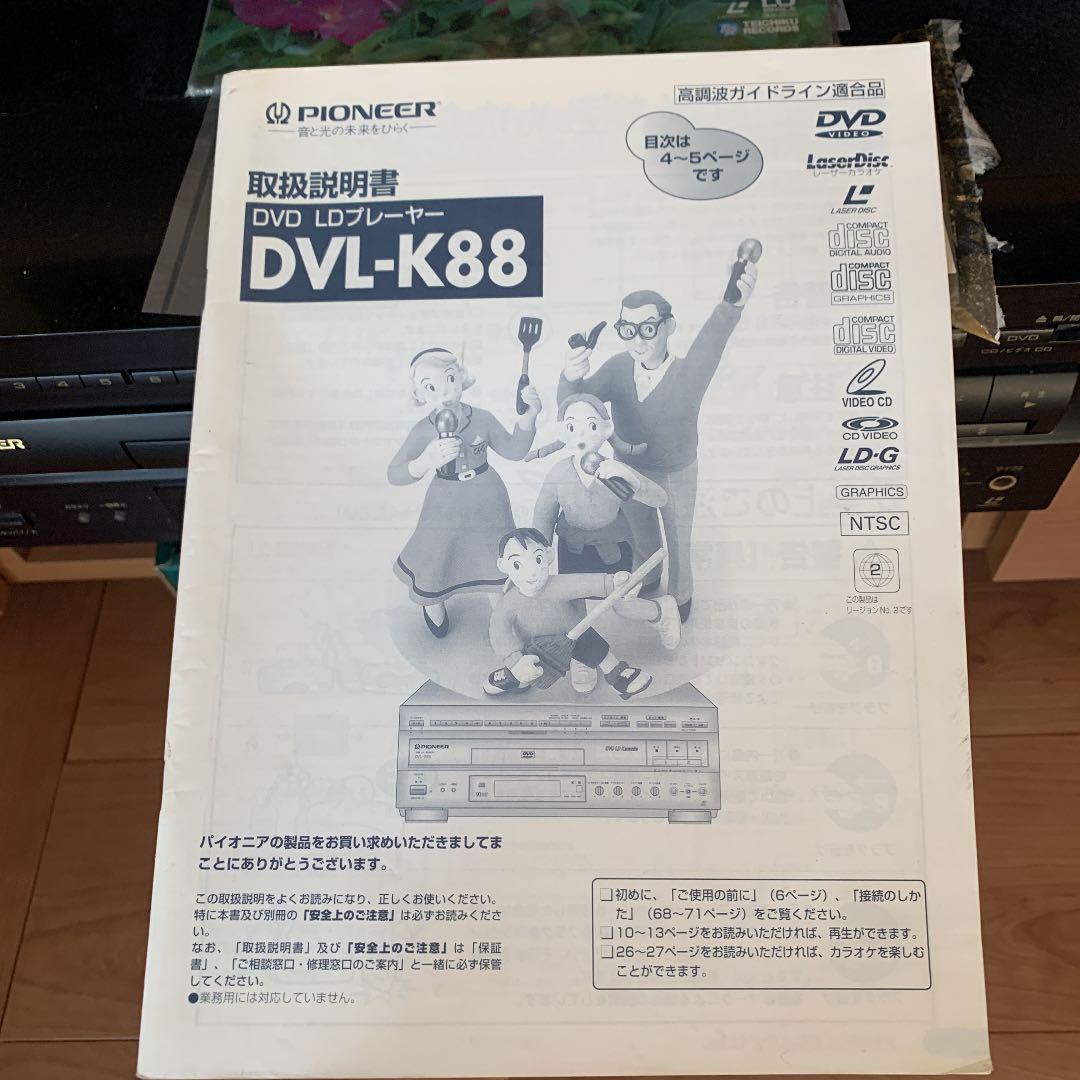 TEICHIKU
RECORDS
PIONEER
音と光の未来をひらく
高調波ガイドライン適合品
目次は
4〜5ページ
です
取扱説明書
DVD LDプレーヤー
DVL-K88
DVD
VIDEO
LaserDisc
レーザーカラオケ
LASER DISC
COMPACT
disc
DIGITAL AUDIO
COMPACT
disc
GRAPHICS
COMPACT
disc
DIGITAL VIDEO
VIDEO CD
CD VIDEO
LD-G
LASER DISC GRAPHICS
GRAPHICS
NTSC
2
この製品は
リージョンNo. 2です
DVD
3 4 5 6
PIONEER
パイオニアの製品をお買い求めいただきましてま
ことにありがとうございます。
この取扱説明をよくお読みになり、正しくお使いください。
特に本書及び別冊の「安全上のご注意」は必ずお読みくださ
い。
なお、「取扱説明書」及び「安全上のご注意」は「保証
書」、「ご相談窓口・修理窓口のご案内」と一緒に必ず保管
してください。
●業務用には対応していません。
□初めに、「ご使用の前に」（6ページ）、「接続のしか
た」（68〜71ページ）をご覧ください。
□10〜13ページをお読みいただければ、再生ができます。
□26〜27ページをお読みいただければ、カラオケを楽しむ
ことができます。